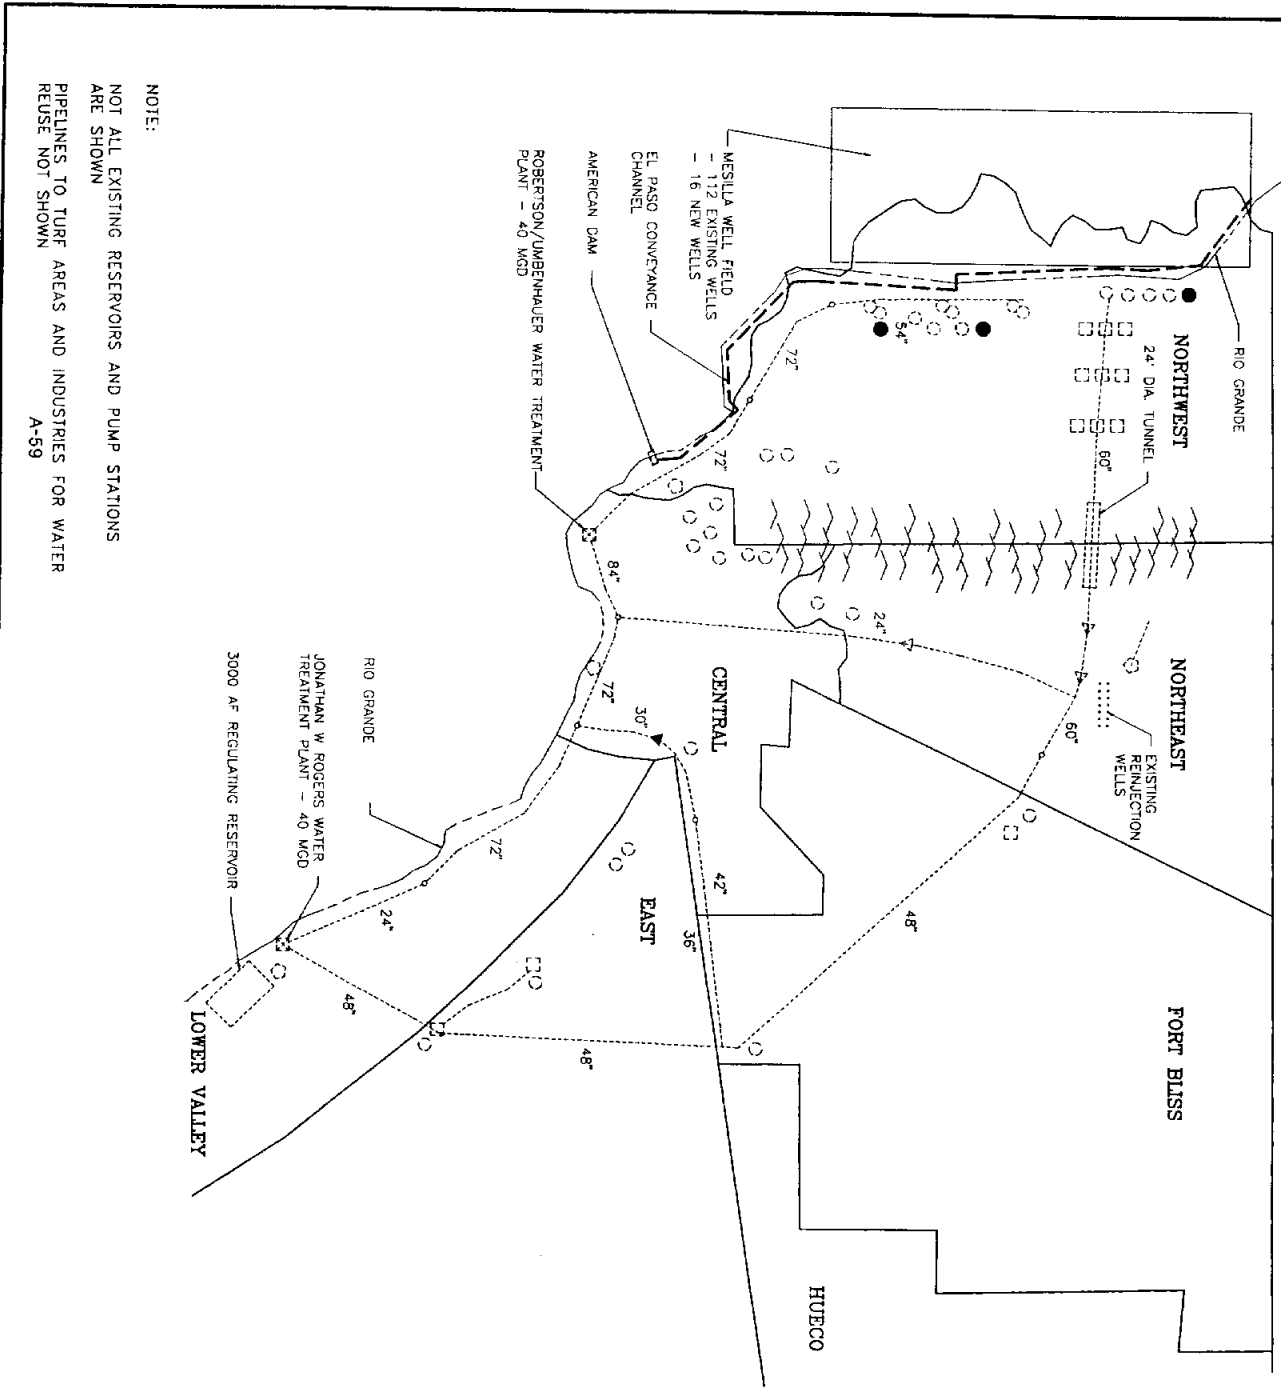 RIO GRANDE
NORTHWEST
24' DIA. TUNNEL
60"
NORTHEAST
EXISTING
REINJECTION
WELLS
60"
FORT BLISS
54"
72"
72"
24"
48"
MESILLA WELL FIELD
- 112 EXISTING WELLS
- 16 NEW WELLS
EL PASO CONVEYANCE
CHANNEL
AMERICAN DAM
ROBERTSON/UMBENHAUER WATER TREATMENT
PLANT - 40 MGD
84"
CENTRAL
72"
30"
42"
36"
HUECO
EAST
72"
24"
48"
48"
RIO GRANDE
JONATHAN W ROGERS WATER
TREATMENT PLANT - 40 MGD
3000 AF REGULATING RESERVOIR
LOWER VALLEY
NOTE:
NOT ALL EXISTING RESERVOIRS AND PUMP STATIONS
ARE SHOWN
PIPELINES TO TURF AREAS AND INDUSTRIES FOR WATER
REUSE NOT SHOWN
A-59